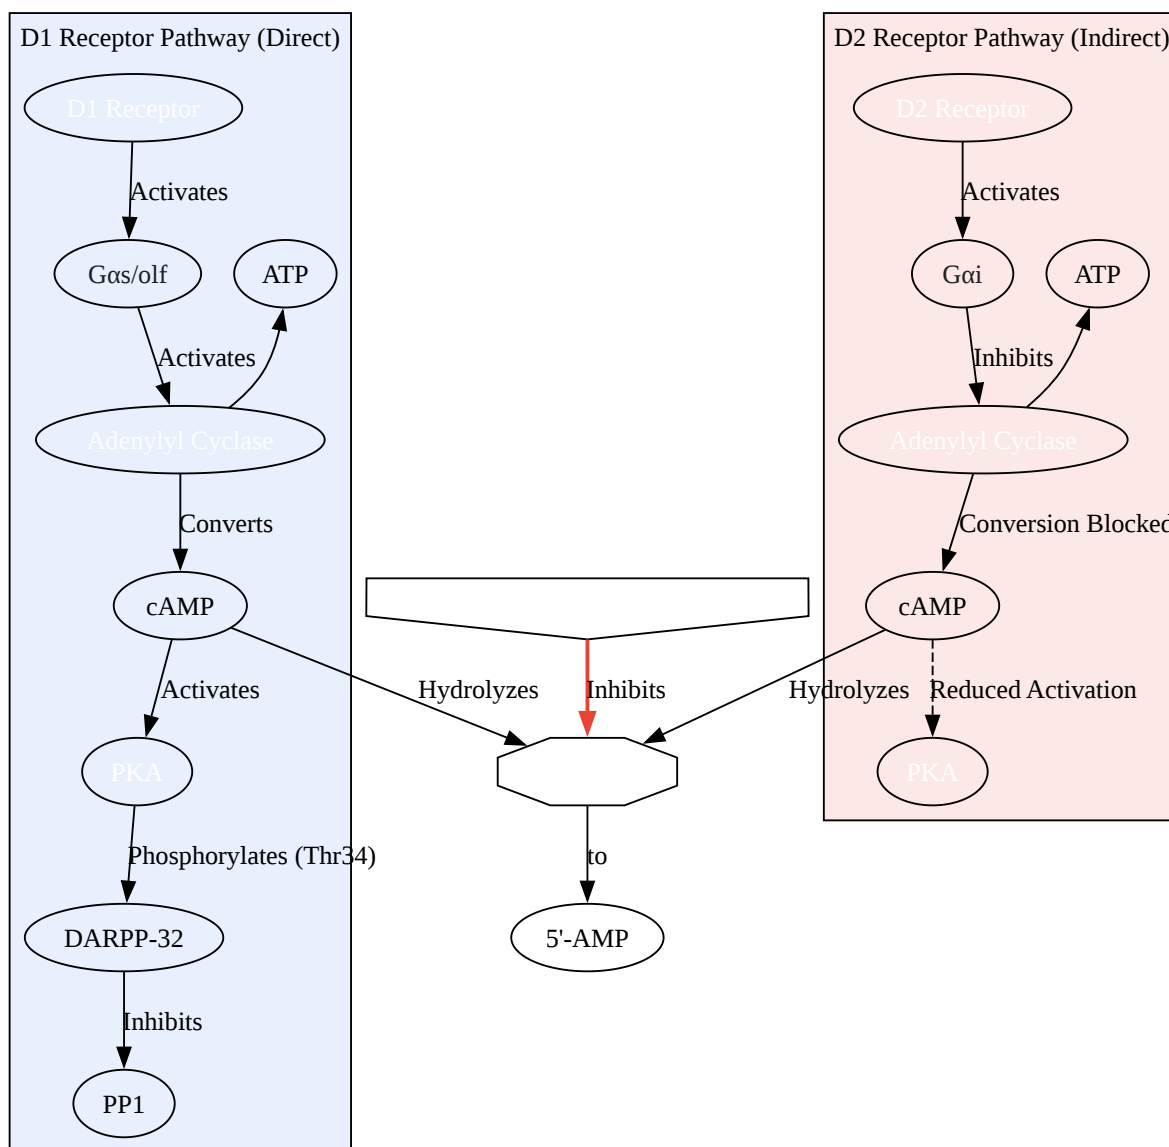 D1 Receptor Pathway (Direct)
D1 Receptor
Activates
Gαs/olf
ATP
Activates
Adenylyl Cyclase
Converts
cAMP
Activates
PKA
Phosphorylates (Thr34)
DARPP-32
Inhibits
PP1
Hydrolyzes
Inhibits
Hydrolyzes
to
5'-AMP
D2 Receptor Pathway (Indirect)
D2 Receptor
Activates
Gαi
ATP
Inhibits
Adenylyl Cyclase
Conversion Blocked
cAMP
Reduced Activation
PKA